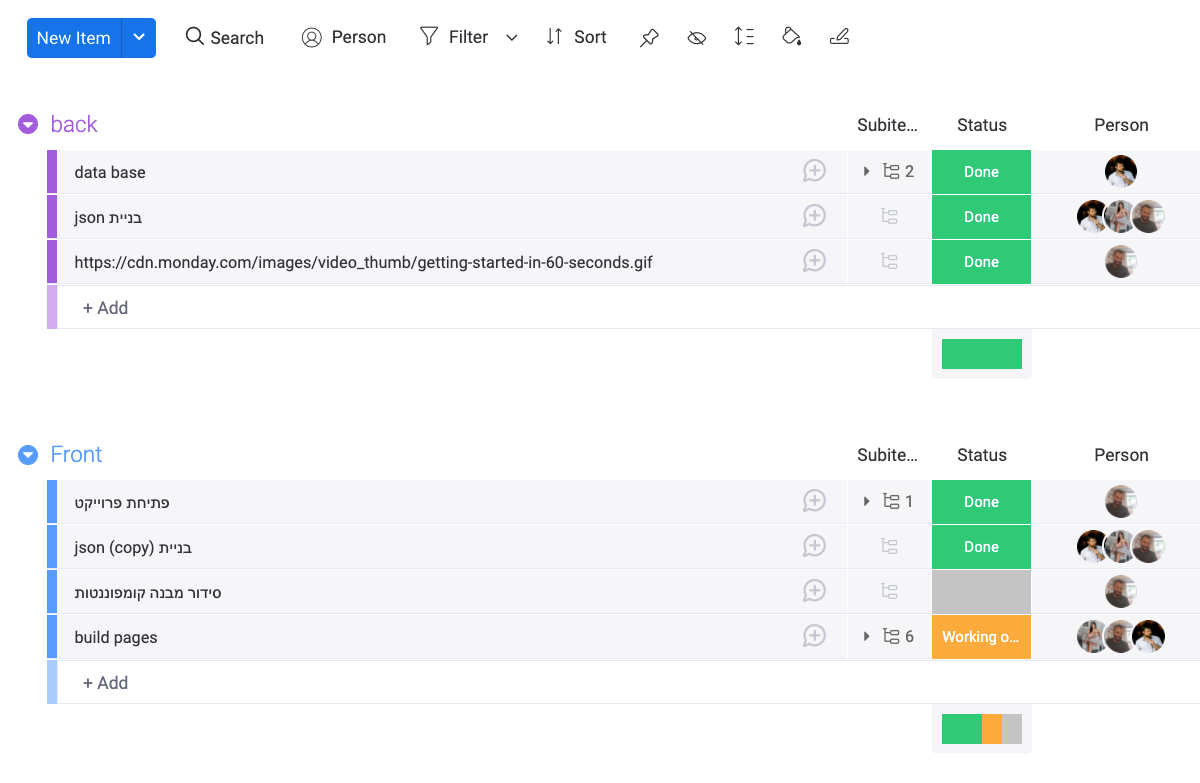 New Item Search Person Filter Sort
back Subite... Status Person
data base 2 Done
בניית json Done
https://cdn.monday.com/images/video_thumb/getting-started-in-60-seconds.gif Done
+ Add
Front Subite... Status Person
פתיחת פרוייקט 1 Done
בניית json (copy) Done
סידור מבנה קומפוננטות
build pages 6 Working o...
+ Add